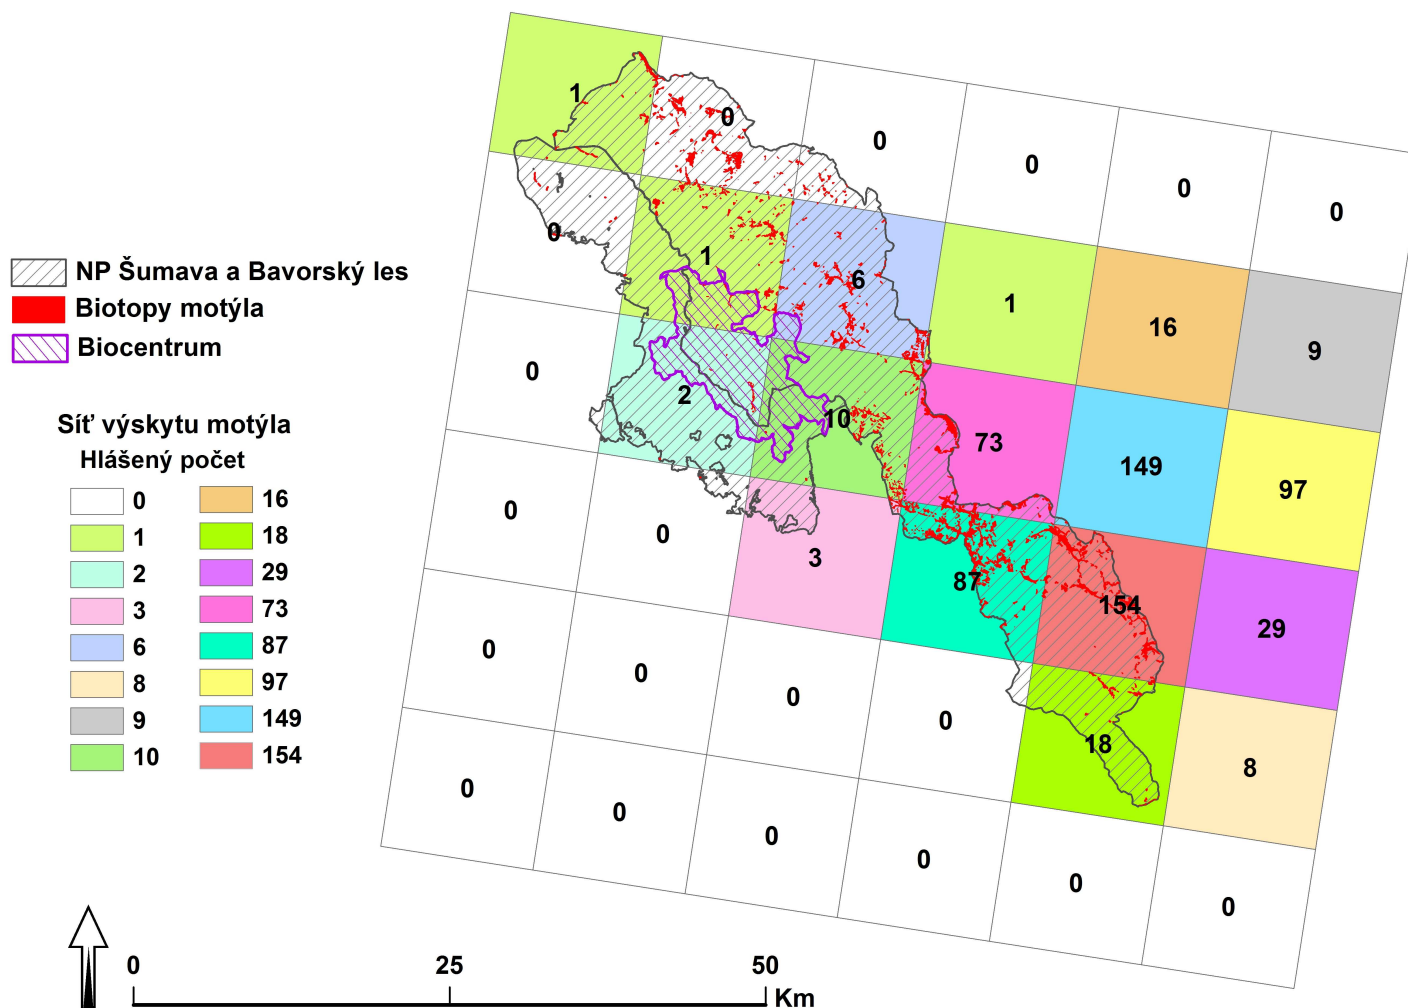 NP Šumava a Bavorský les
Biotopy motýla
Biocentrum
Síť výskytu motýla
Hlášený počet
0 16
1 18
2 29
3 73
6 87
8 97
9 149
10 154
1 0 0 0 0 0
0 1 6 1 16 9
0 2 10 73 149 97
0 0 3 87 154 29
0 0 0 0 18 8
0 0 0 0 0 0
0 25 50
Km